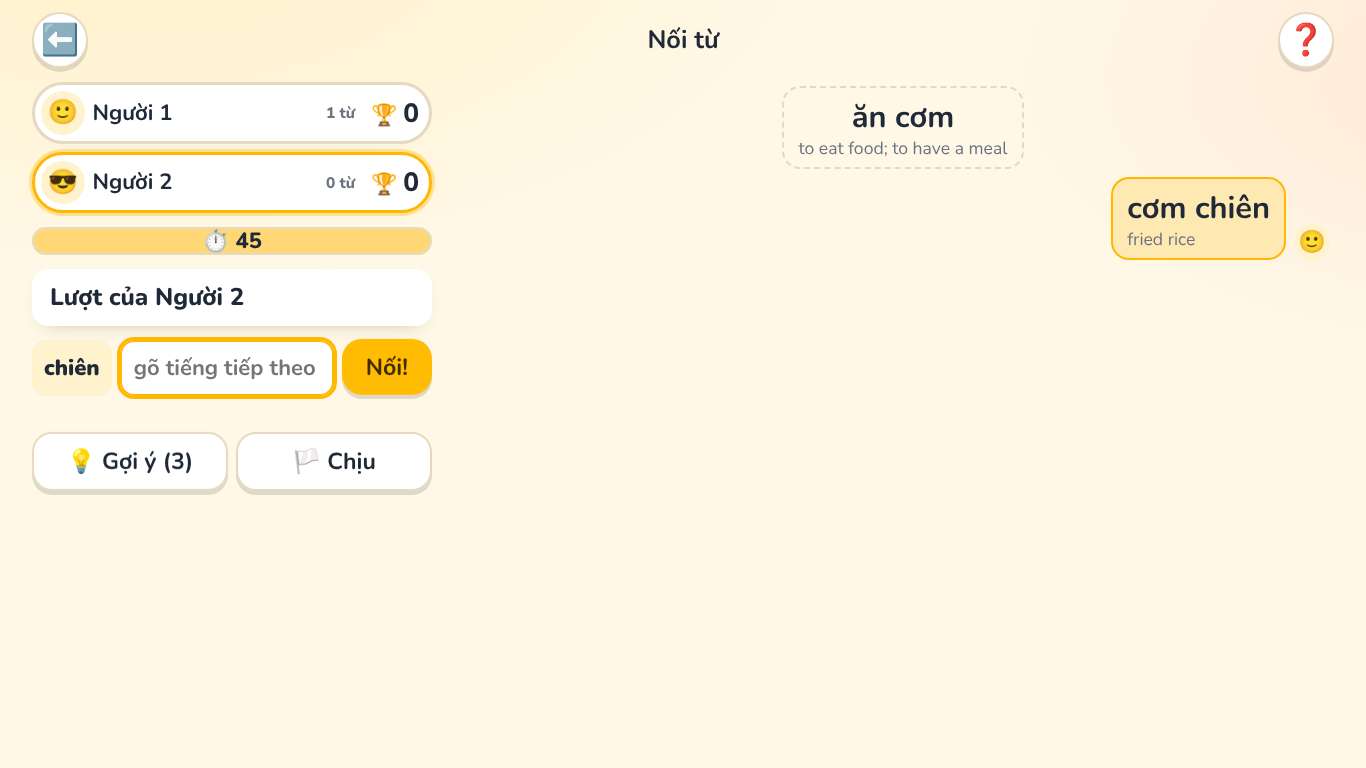 Nối từ
Người 1 1 từ 0
Người 2 0 từ 0
45
Lượt của Người 2
chiên gõ tiếng tiếp theo Nối!
Gợi ý (3) Chịu
ăn cơm
to eat food; to have a meal
cơm chiên
fried rice